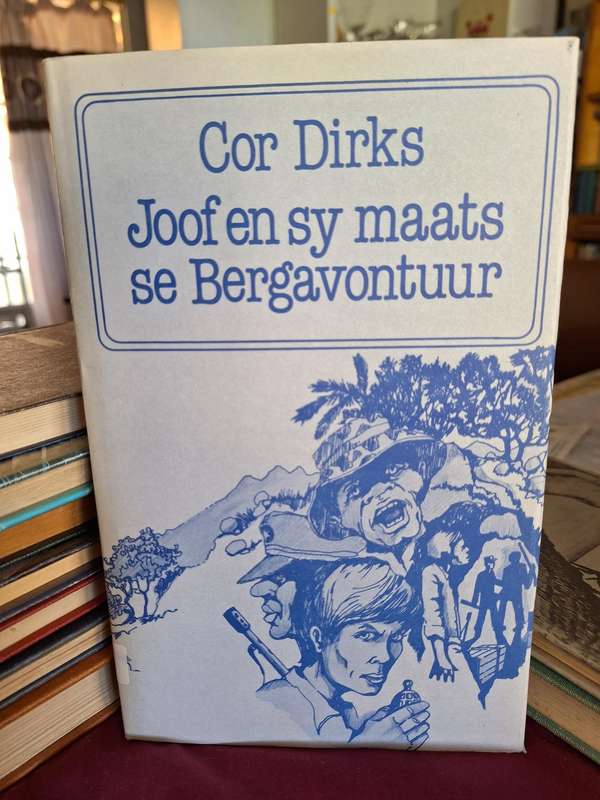 Cor Dirks
Joof en sy maats
se Bergavontuur